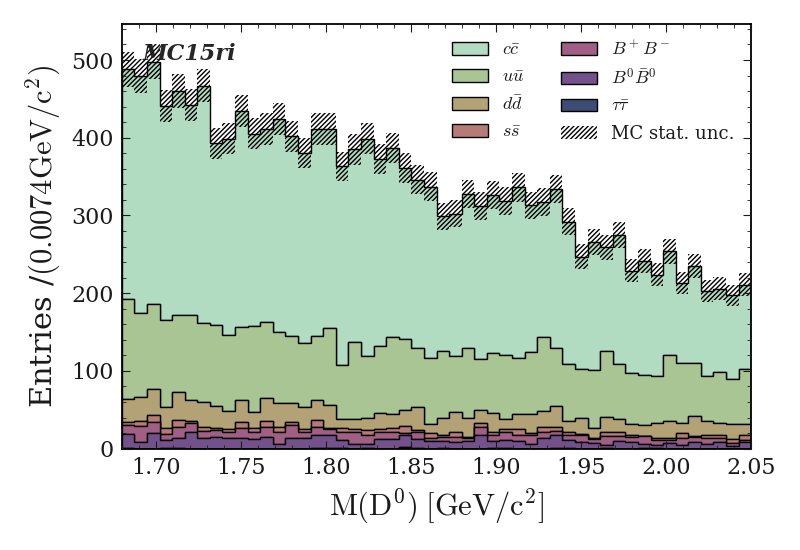 MC15ri
cc̄
uū
dd̄
ss̄
B⁺B⁻
B⁰B̄⁰
ττ̄
MC stat. unc.
Entries /(0.0074GeV/c²)
500
400
300
200
100
0
1.70 1.75 1.80 1.85 1.90 1.95 2.00 2.05
M(D⁰) [GeV/c²]